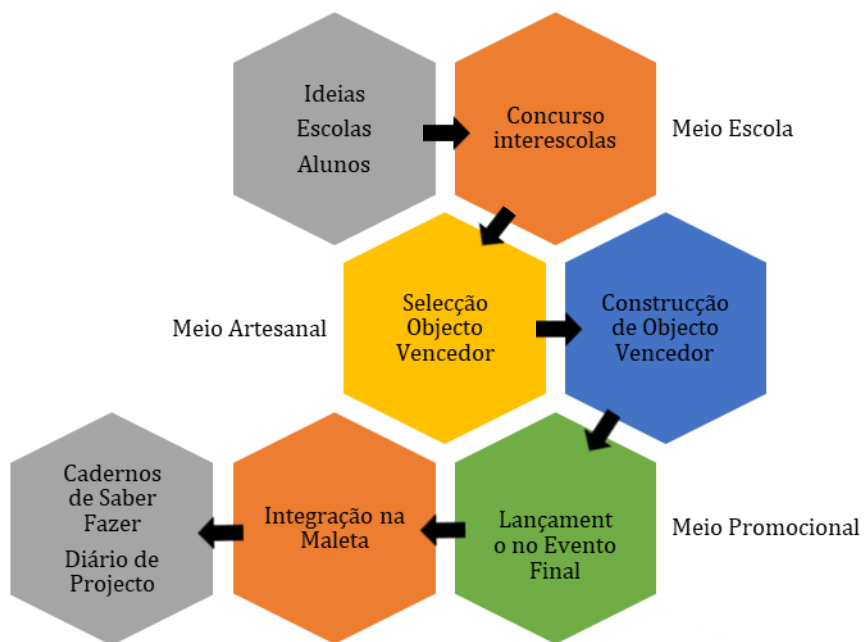 Ideias
Escolas
Alunos
Concurso
interescolas
Meio Escola
Meio Artesanal
Selecção
Objecto
Vencedor
Construcção
de Objecto
Vencedor
Cadernos
de Saber
Fazer
Diário de
Projecto
Integração na
Maleta
Lançament
o no Evento
Final
Meio Promocional